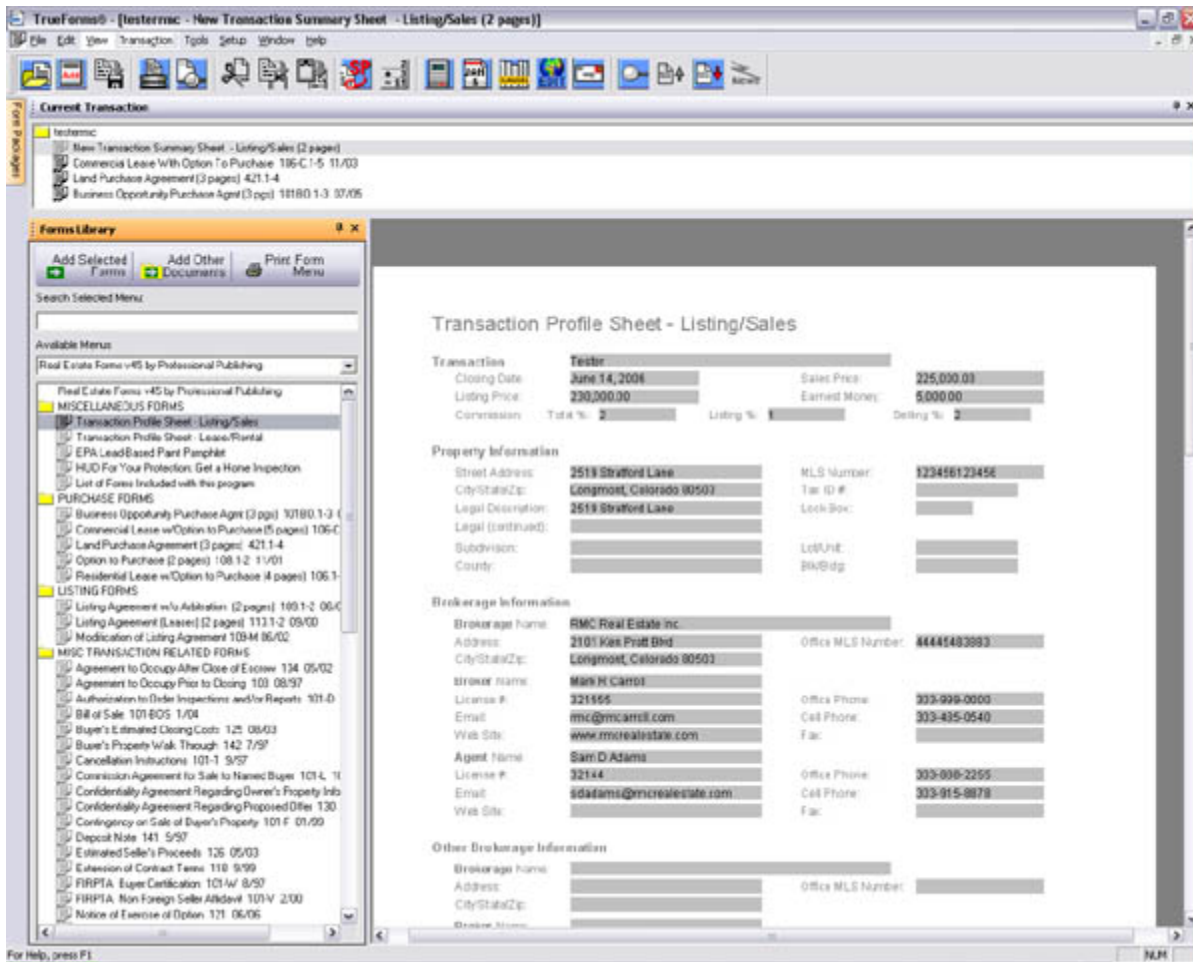 TrueForms® - [testermc - New Transaction Summary Sheet - Listing/Sales (2 pages)]
File Edit View Transaction Tools Setup Window Help
Form Packages
Current Transaction
testermc
New Transaction Summary Sheet - Listing/Sales (2 pages)
Commercial Lease With Option To Purchase 106-C.1-5 11/03
Land Purchase Agreement (3 pages) 421.1-4
Business Opportunity Purchase Agmt (3 pgs) 101BO.1-3 07/05
Forms Library
Add Selected Forms
Add Other Documents
Print Form Menu
Search Selected Menu:
Available Menus
Real Estate Forms v45 by Professional Publishing
Real Estate Forms v45 by Professional Publishing
MISCELLANEOUS FORMS
Transaction Profile Sheet - Listing/Sales
Transaction Profile Sheet - Lease/Rental
EPA Lead Based Paint Pamphlet
HUD For Your Protection: Get a Home Inspection
List of Forms Included with this program
PURCHASE FORMS
Business Opportunity Purchase Agmt (3 pgs) 101BO.1-3 (
Commercial Lease w/Option to Purchase (5 pages) 106-C
Land Purchase Agreement (3 pages) 421.1-4
Option to Purchase (2 pages) 108.1-2 11/01
Residential Lease w/Option to Purchase (4 pages) 106.1-
LISTING FORMS
Listing Agreement w/o Arbitration (2 pages) 109.1-2 06/0
Listing Agreement (Leases) (2 pages) 113.1-2 09/00
Modification of Listing Agreement 109-M 06/02
MISC TRANSACTION RELATED FORMS
Agreement to Occupy After Close of Escrow 134 05/02
Agreement to Occupy Prior to Closing 103 08/97
Authorization to Order Inspections and/or Reports 101-D
Bill of Sale 101-BOS 1/04
Buyer's Estimated Closing Costs 125 08/03
Buyer's Property Walk Through 142 7/97
Cancellation Instructions 101-1 9/97
Commission Agreement for Sale to Named Buyer 101-L
Confidentiality Agreement Regarding Owner's Property Info
Confidentiality Agreement Regarding Proposed Offer 130
Contingency on Sale of Buyer's Property 101-F 01/99
Deposit Note 141 9/97
Estimated Seller's Proceeds 126 05/03
Extension of Contract Terms 118 9/99
FIRPTA Buyer Certification 101-W 8/97
FIRPTA Non Foreign Seller Affidavit 101-V 2/00
Notice of Exercise of Option 121 06/06
Transaction Profile Sheet - Listing/Sales
Transaction Tester
Closing Date: June 14, 2006 Sales Price: 225,000.00
Listing Price: 230,000.00 Earnest Money: 5,000.00
Commission: Total %: 2 Listing %: 1 Selling %: 2
Property Information
Street Address: 2519 Stratford Lane MLS Number: 123456123456
City/State/Zip: Longmont, Colorado 80503 Tax ID #:
Legal Description: 2519 Stratford Lane Lock Box:
Legal (continued):
Subdivison: Lot/Unit:
County: Blk/Bldg:
Brokerage Information
Brokerage Name: RMC Real Estate Inc.
Address: 2101 Ken Pratt Blvd Office MLS Number: 44445483883
City/State/Zip: Longmont, Colorado 80503
Broker Name: Mark R Carroll
License #: 321555 Office Phone: 303-999-0000
Email: rmc@rmcarroll.com Cell Phone: 303-435-0540
Web Site: www.rmcrealestate.com Fax:
Agent Name Sam D Adams
License #: 32144 Office Phone: 303-898-2255
Email: sdadams@rmcrealestate.com Cell Phone: 303-915-8878
Web Site: Fax:
Other Brokerage Information
Brokerage Name:
Address: Office MLS Number:
City/State/Zip:
Broker Name:
For Help, press F1
NUM